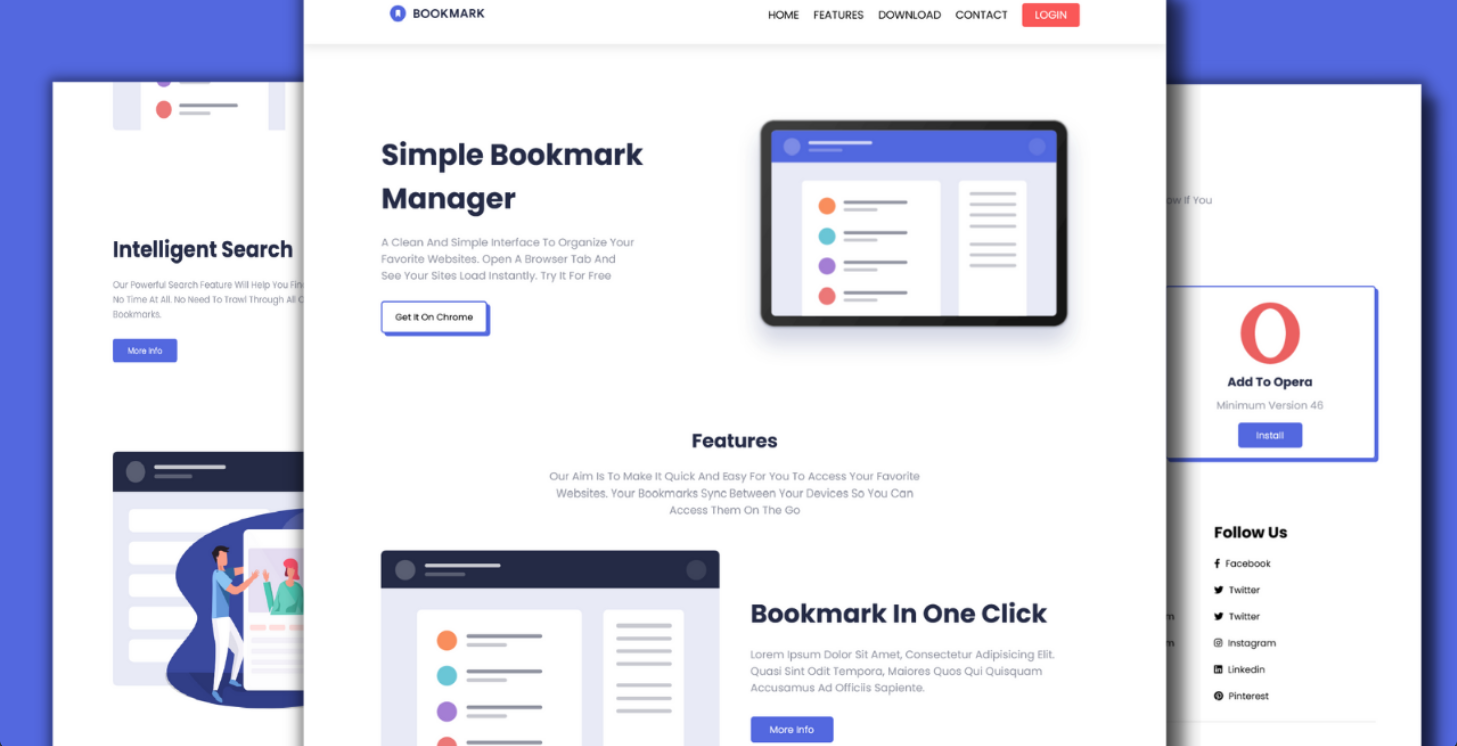 BOOKMARK
HOME FEATURES DOWNLOAD CONTACT LOGIN
Simple Bookmark
Manager
A Clean And Simple Interface To Organize Your
Favorite Websites. Open A Browser Tab And
See Your Sites Load Instantly. Try It For Free
Get It On Chrome
Features
Our Aim Is To Make It Quick And Easy For You To Access Your Favorite
Websites. Your Bookmarks Sync Between Your Devices So You Can
Access Them On The Go
Bookmark In One Click
Lorem Ipsum Dolor Sit Amet, Consectetur Adipisicing Elit.
Quasi Sint Odit Tempora, Maiores Quos Qui Quisquam
Accusamus Ad Officiis Sapiente.
More Info
Intelligent Search
Our Powerful Search Feature Will Help You
No Time At All. No Need To Trawl Through All
Bookmarks.
More Info
If You
Add To Opera
Minimum Version 46
Install
Follow Us
Facebook
Twitter
Twitter
Instagram
Linkedin
Pinterest